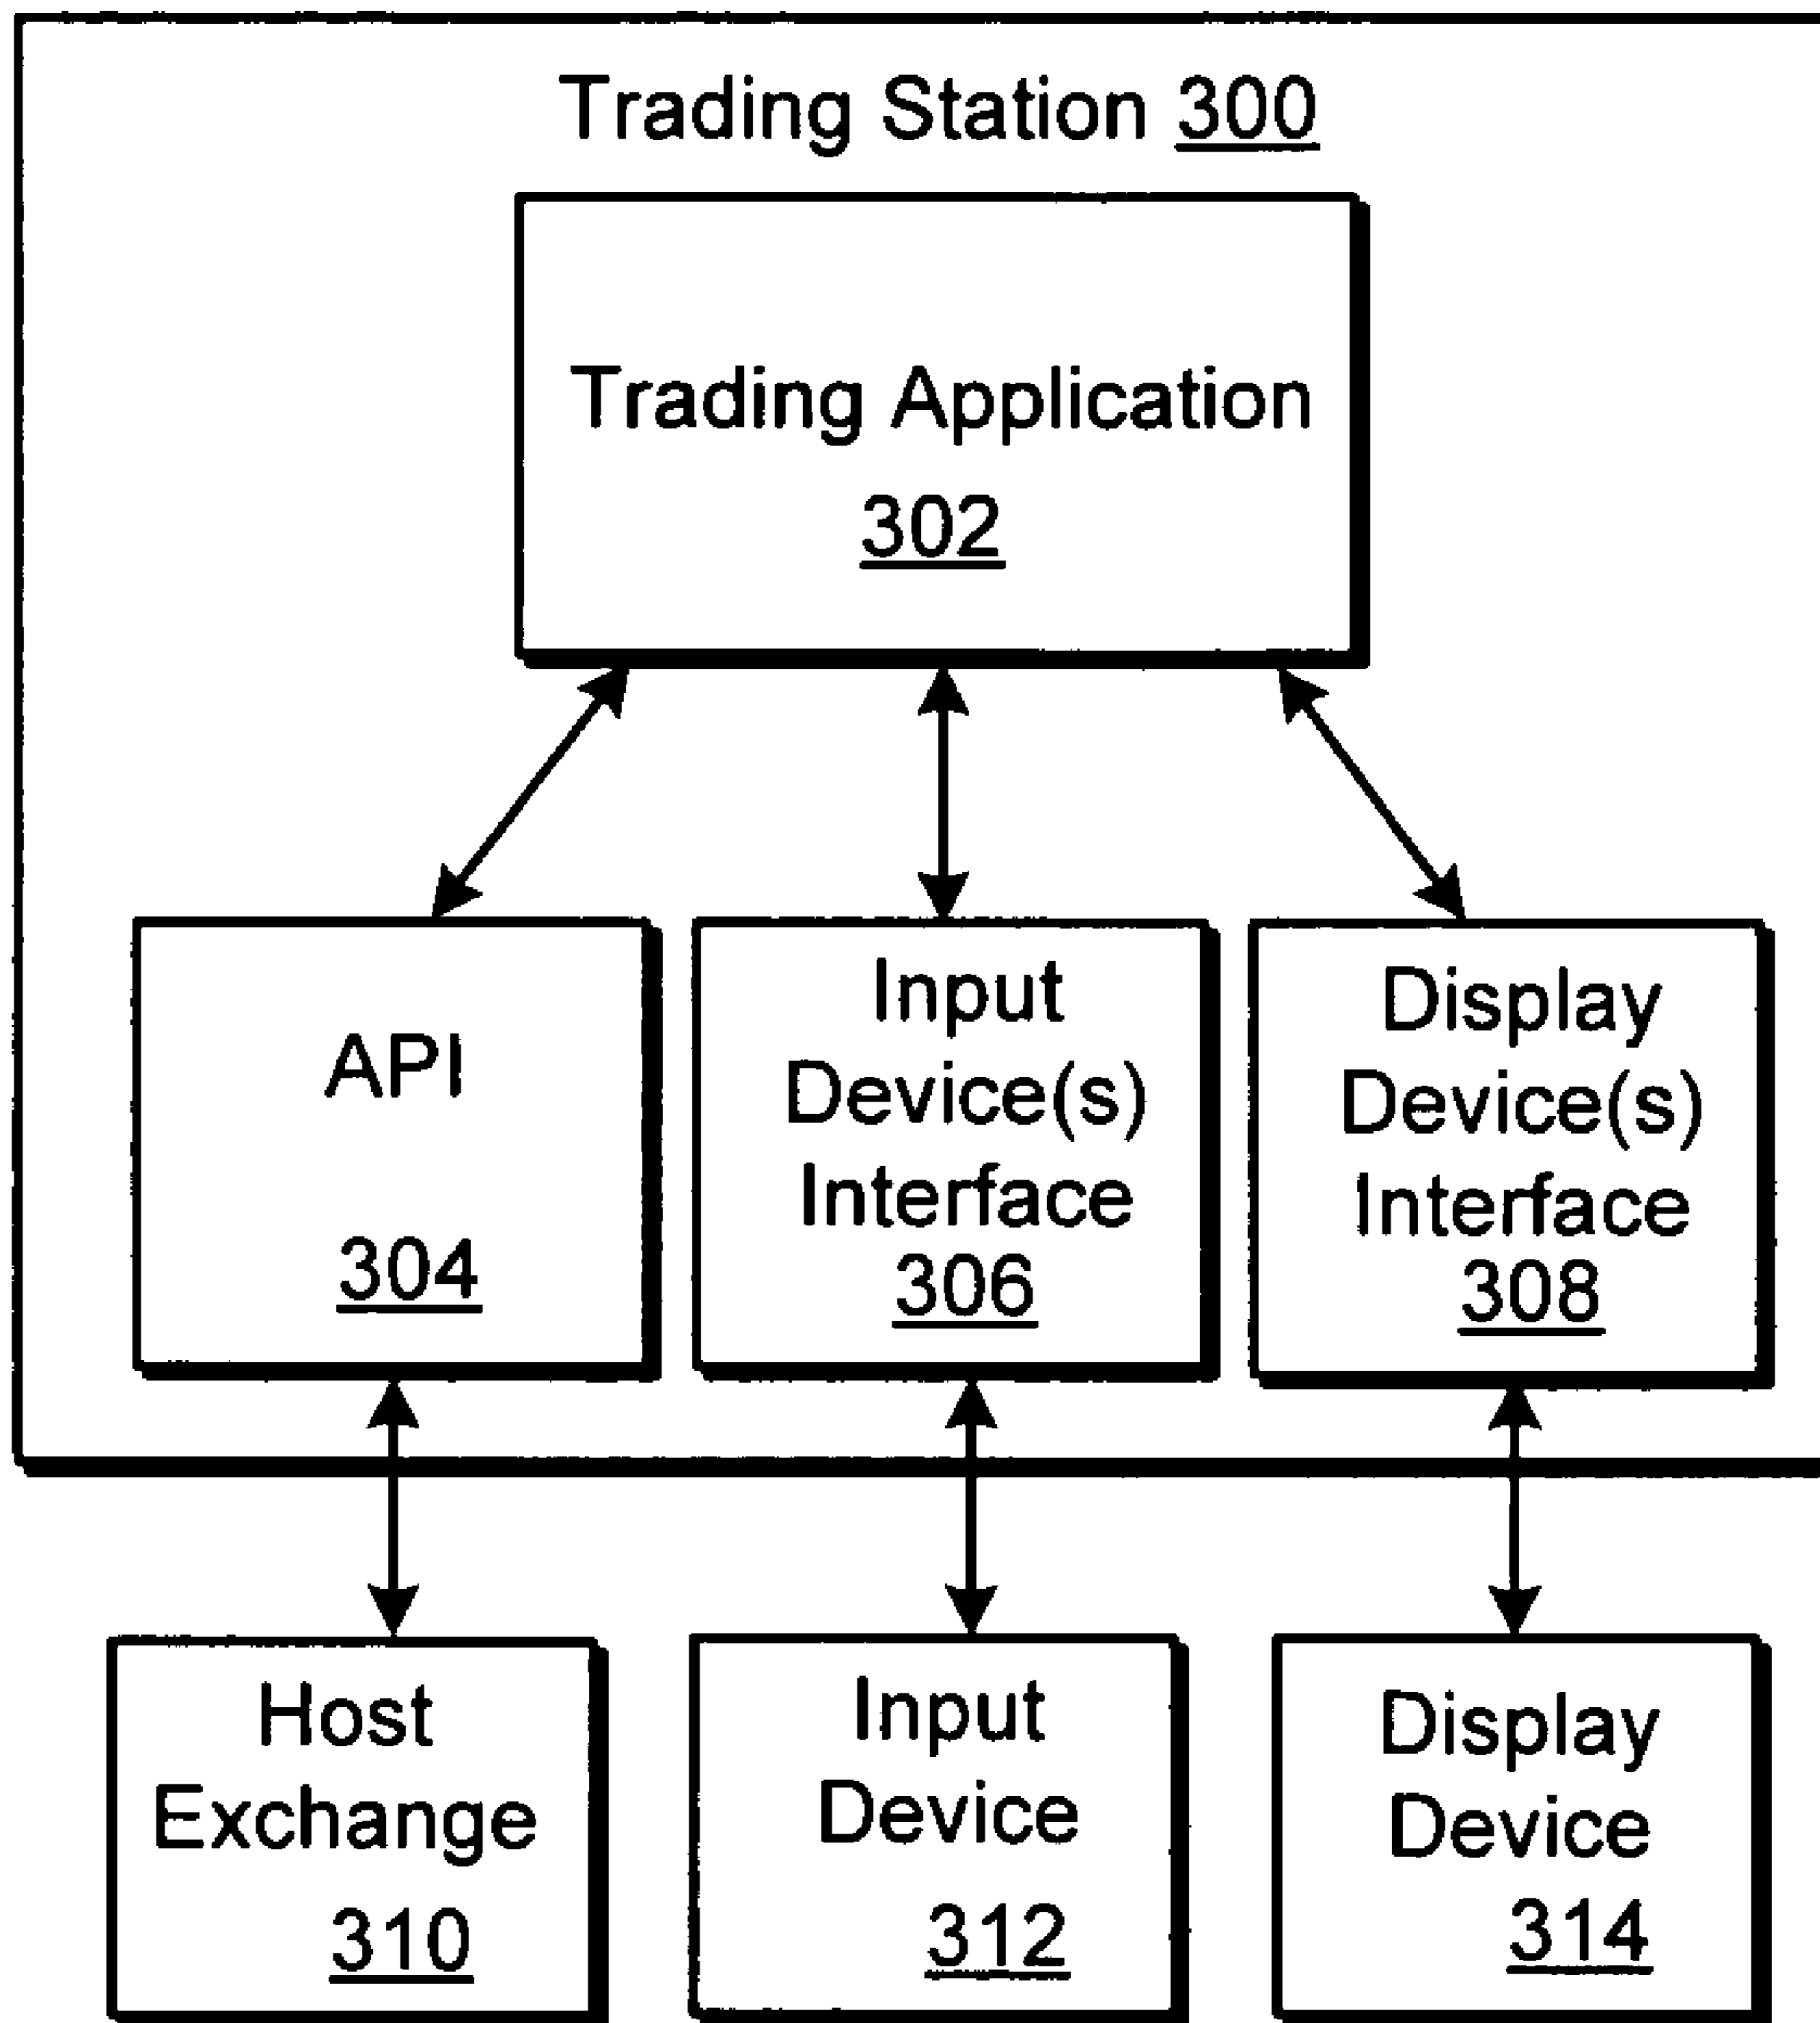 Trading Station 300
Trading Application
302
API
304
Input
Device(s)
Interface
306
Display
Device(s)
Interface
308
Host
Exchange
310
Input
Device
312
Display
Device
314